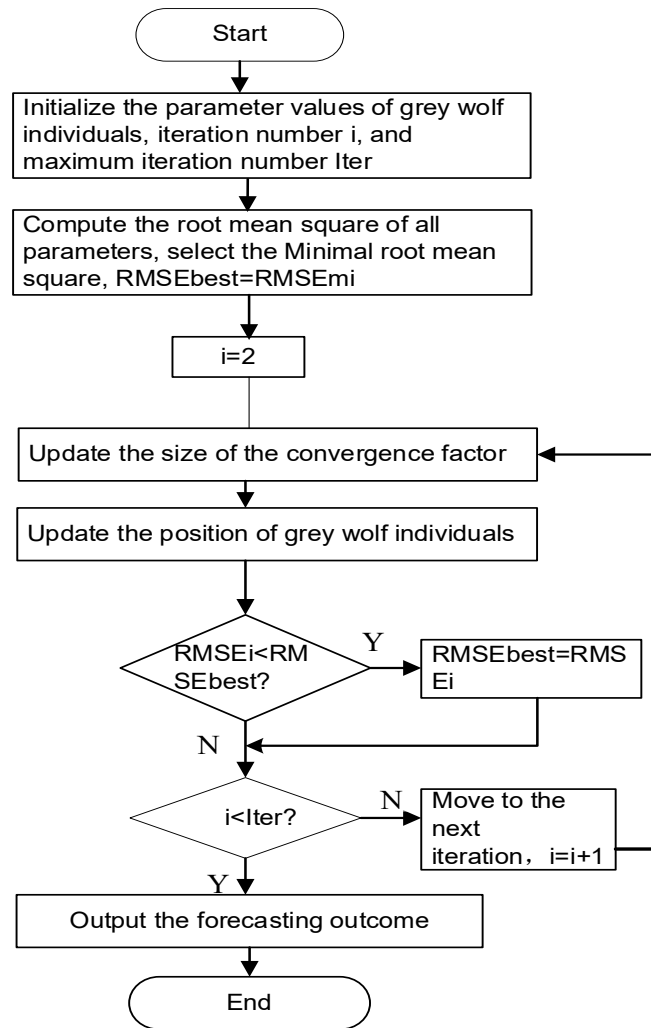 Start
Initialize the parameter values of grey wolf
individuals, iteration number i, and
maximum iteration number Iter
Compute the root mean square of all
parameters, select the Minimal root mean
square, RMSEbest=RMSEmi
i=2
Update the size of the convergence factor
Update the position of grey wolf individuals
RMSEi<RM
SEbest?
Y
RMSEbest=RMS
Ei
N
i<Iter?
N
Move to the
next
iteration，i=i+1
Y
Output the forecasting outcome
End